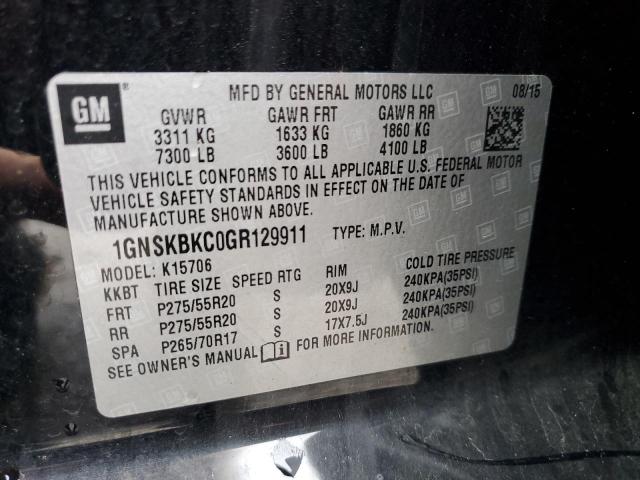 GM
®
MFD BY GENERAL MOTORS LLC 08/15
GVWR GAWR FRT GAWR RR
3311 KG 1633 KG 1860 KG
7300 LB 3600 LB 4100 LB
THIS VEHICLE CONFORMS TO ALL APPLICABLE U.S. FEDERAL MOTOR
VEHICLE SAFETY STANDARDS IN EFFECT ON THE DATE OF
MANUFACTURE SHOWN ABOVE.
1GNSKBKC0GR129911 TYPE: M.P.V.
MODEL: K15706
KKBT TIRE SIZE SPEED RTG RIM COLD TIRE PRESSURE
FRT P275/55R20 S 20X9J 240KPA(35PSI)
RR P275/55R20 S 20X9J 240KPA(35PSI)
SPA P265/70R17 S 17X7.5J 240KPA(35PSI)
SEE OWNER'S MANUAL FOR MORE INFORMATION.